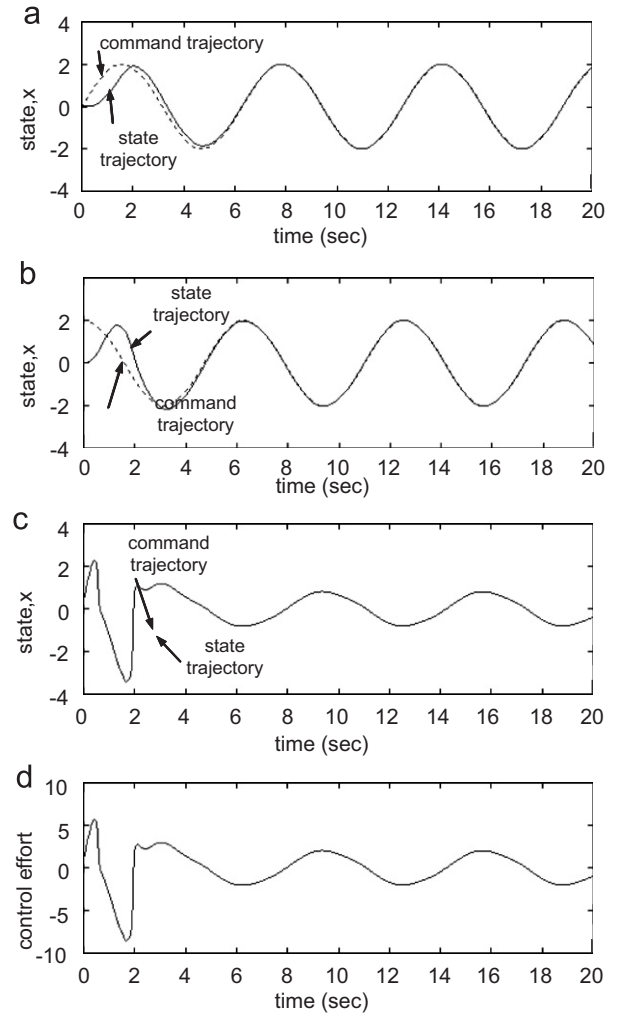 a
4
command trajectory
2
0
state
trajectory
-2
-4
state,x
0 2 4 6 8 10 12 14 16 18 20
time (sec)
b
4
state
trajectory
2
0
-2
command
trajectory
-4
state,x
0 2 4 6 8 10 12 14 16 18 20
time (sec)
c
4
command
trajectory
2
0
state
trajectory
-2
-4
state,x
0 2 4 6 8 10 12 14 16 18 20
time (sec)
d
10
5
0
-5
-10
control effort
0 2 4 6 8 10 12 14 16 18 20
time (sec)